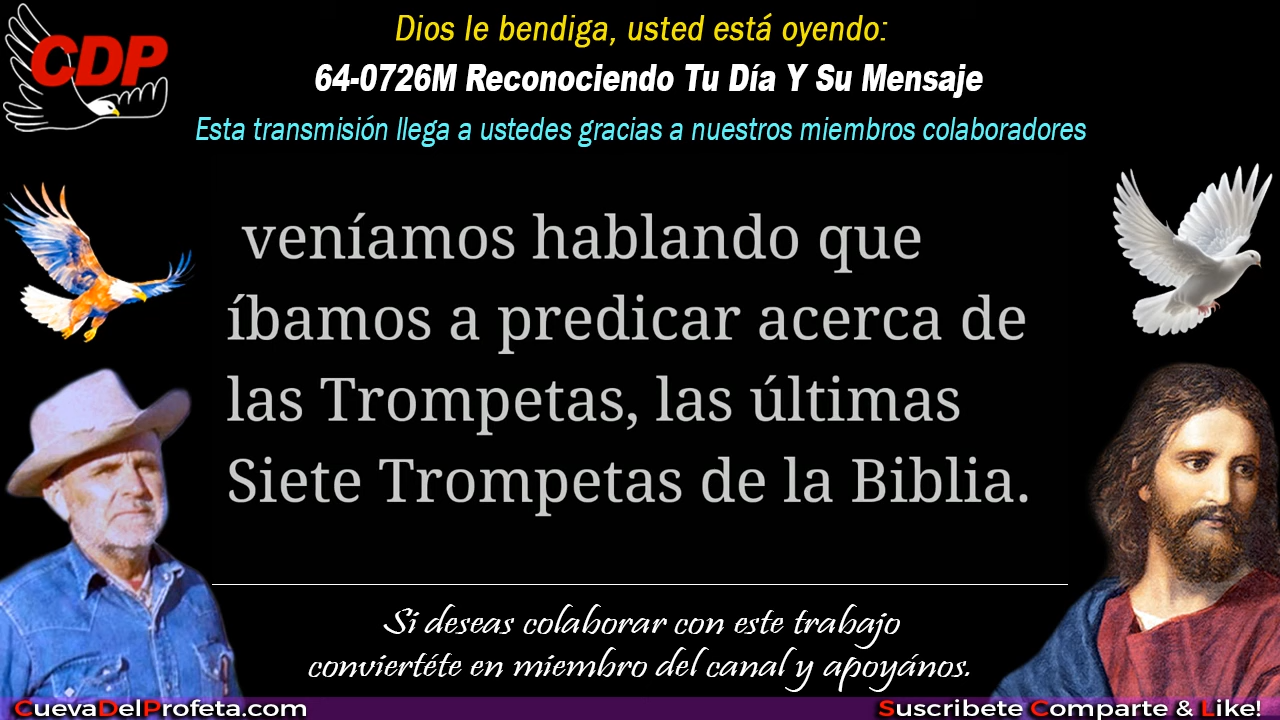 CDP
Dios le bendiga, usted está oyendo:
64-0726M Reconociendo Tu Día Y Su Mensaje
Esta transmisión llega a ustedes gracias a nuestros miembros colaboradores
veníamos hablando que
íbamos a predicar acerca de
las Trompetas, las últimas
Siete Trompetas de la Biblia.
Si deseas colaborar con este trabajo
conviertéte en miembro del canal y apoyános.
CuevaDelProfeta.com
Suscribete Comparte & Like!